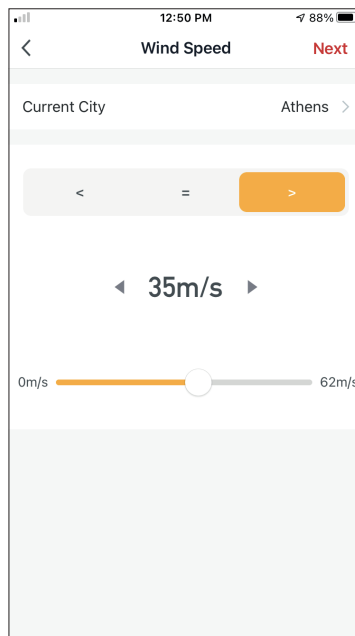 12:50 PM 88%
Wind Speed Next
Current City Athens >
< = >
35m/s
0m/s 62m/s